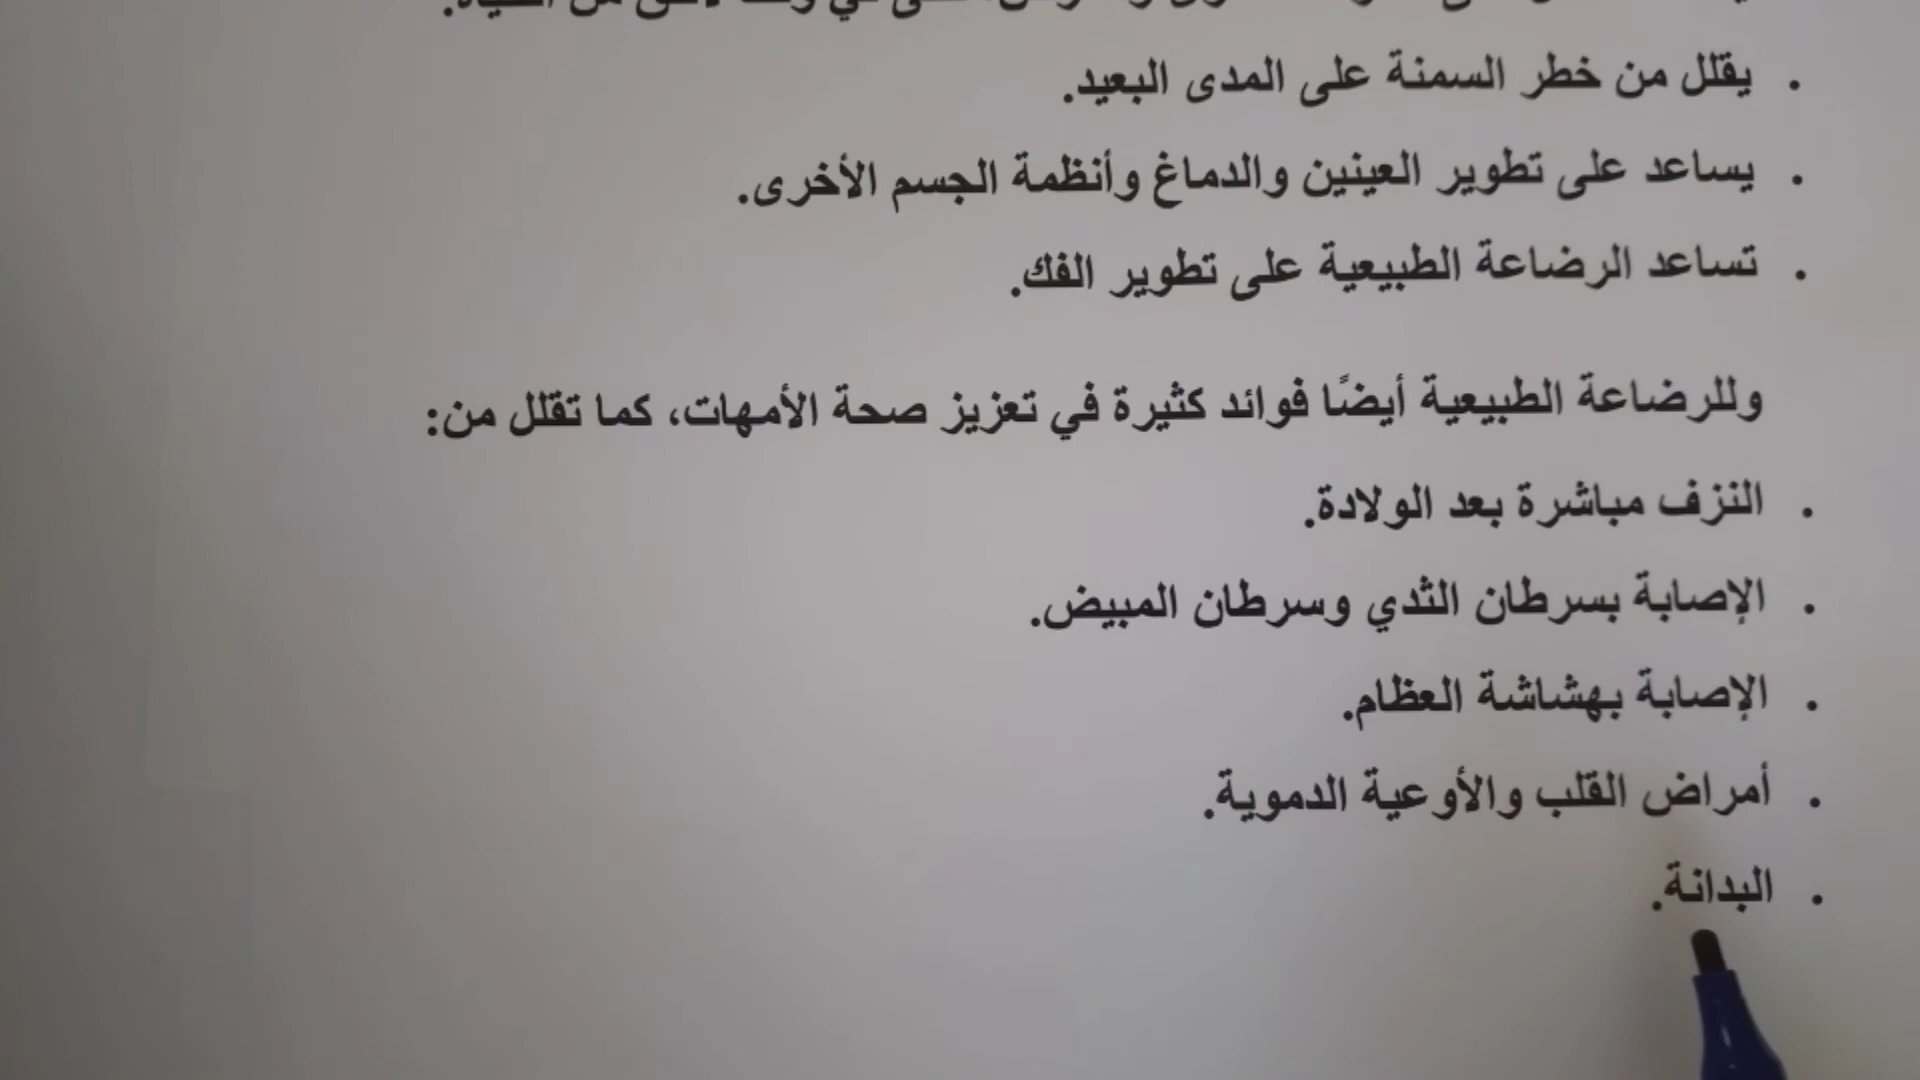 . يقلل من خطر السمنة على المدى البعيد.
. يساعد على تطوير العينين والدماغ وأنظمة الجسم الأخرى.
. تساعد الرضاعة الطبيعية على تطوير الفك.
وللرضاعة الطبيعية أيضًا فوائد كثيرة في تعزيز صحة الأمهات، كما تقلل من:
. النزف مباشرة بعد الولادة.
. الإصابة بسرطان الثدي وسرطان المبيض.
. الإصابة بهشاشة العظام.
. أمراض القلب والأوعية الدموية.
. البدانة.